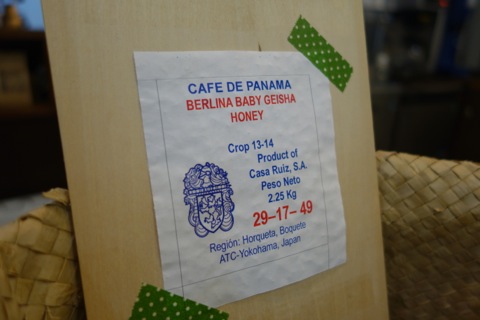 CAFE DE PANAMA
BERLINA BABY GEISHA
HONEY
Crop 13-14
Product of
Casa Ruiz, S.A.
Peso Neto
2.25 Kg
29–17– 49
Región: Horqueta, Boquete
ATC-Yokohama, Japan